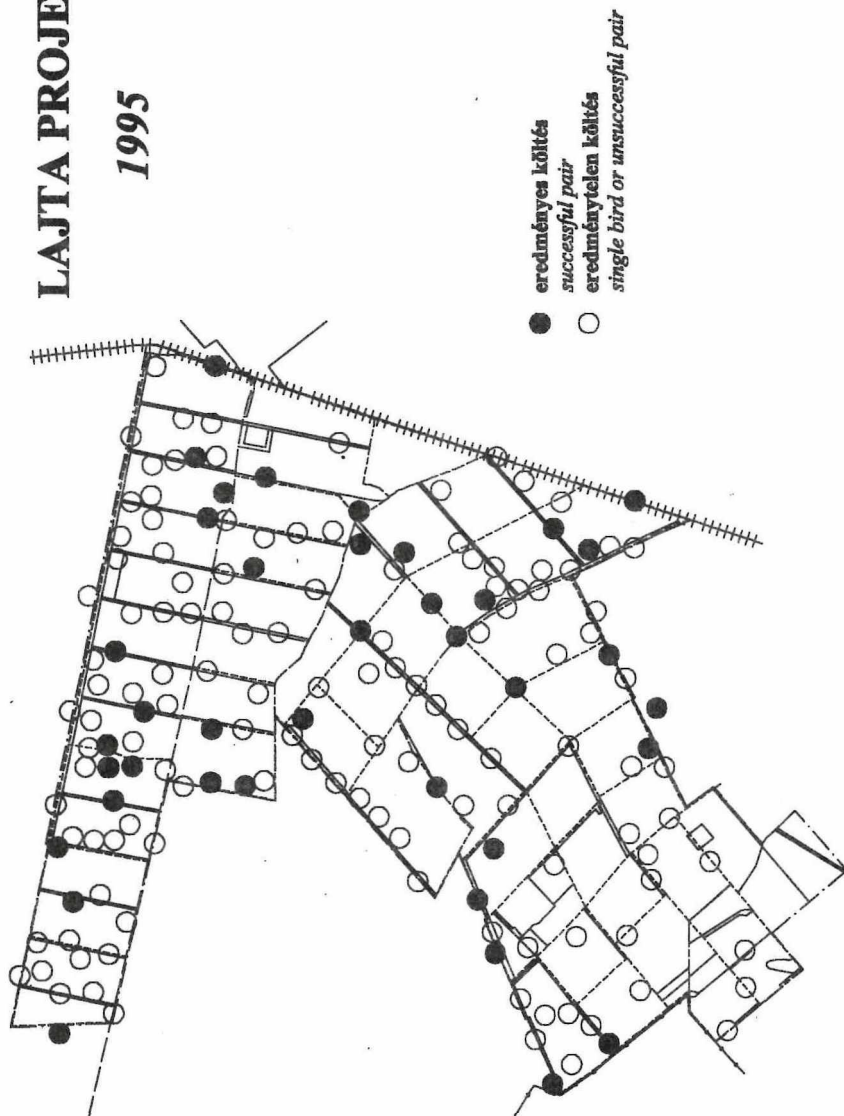 LAJTA PROJE
1995
eredményes költés
successful pair
eredménytelen költés
single bird or unsuccessful pair